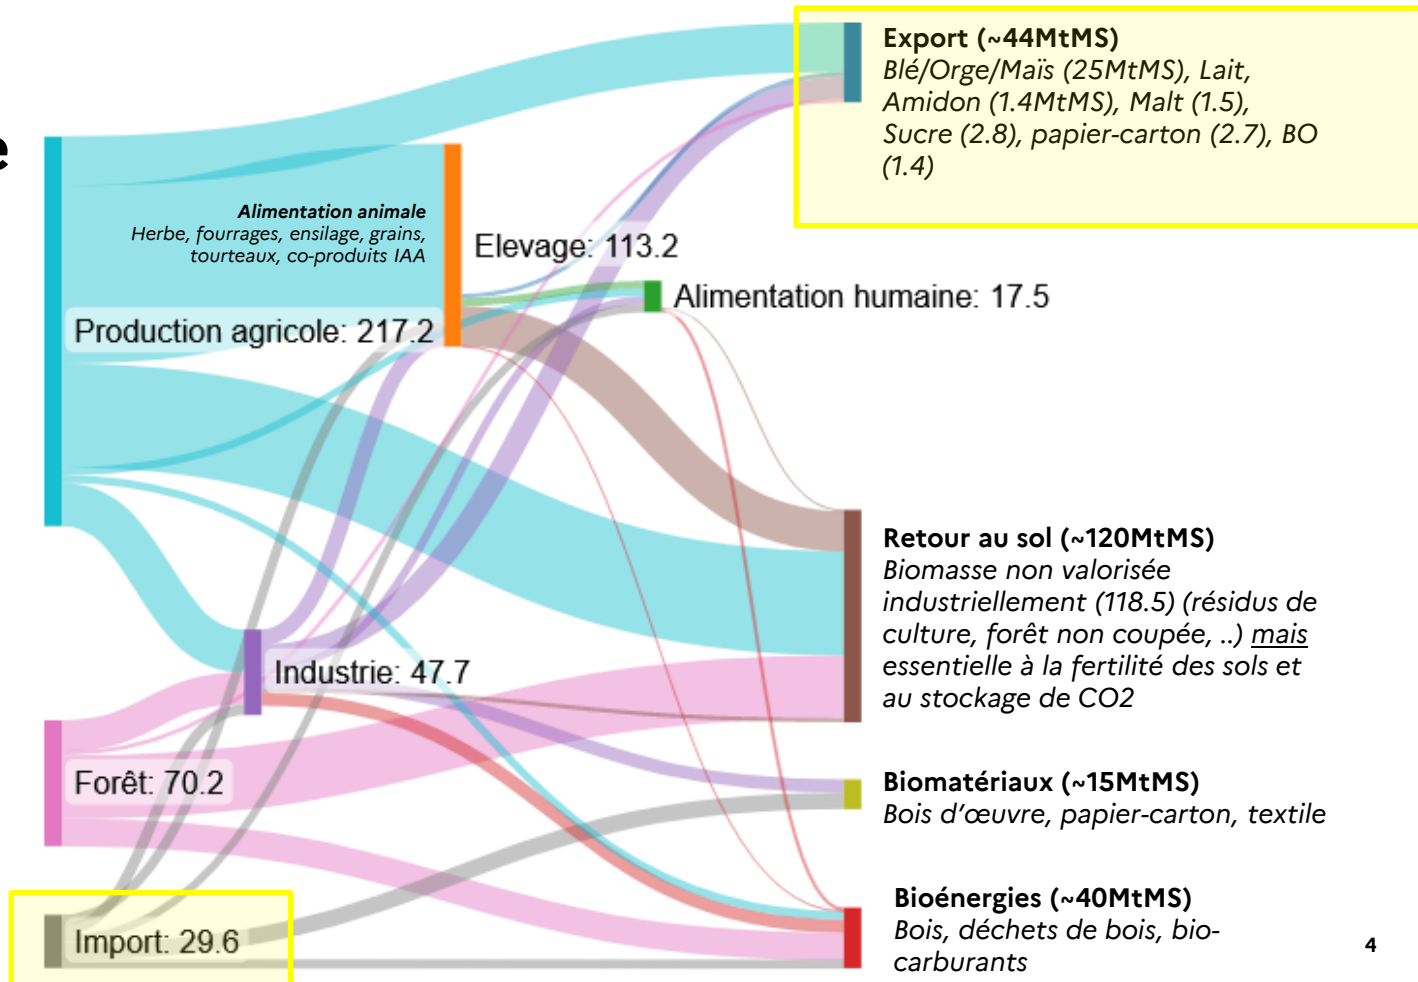 e
Export (~44MtMS)
Blé/Orge/Maïs (25MtMS), Lait,
Amidon (1.4MtMS), Malt (1.5),
Sucre (2.8), papier-carton (2.7), BO
(1.4)
Alimentation animale
Herbe, fourrages, ensilage, grains,
tourteaux, co-produits IAA
Elevage: 113.2
Alimentation humaine: 17.5
Production agricole: 217.2
Retour au sol (~120MtMS)
Biomasse non valorisée
industriellement (118.5) (résidus de
culture, forêt non coupée, ..) mais
essentielle à la fertilité des sols et
au stockage de CO2
Industrie: 47.7
Forêt: 70.2
Biomatériaux (~15MtMS)
Bois d’œuvre, papier-carton, textile
Import: 29.6
Bioénergies (~40MtMS)
Bois, déchets de bois, bio-
carburants
4